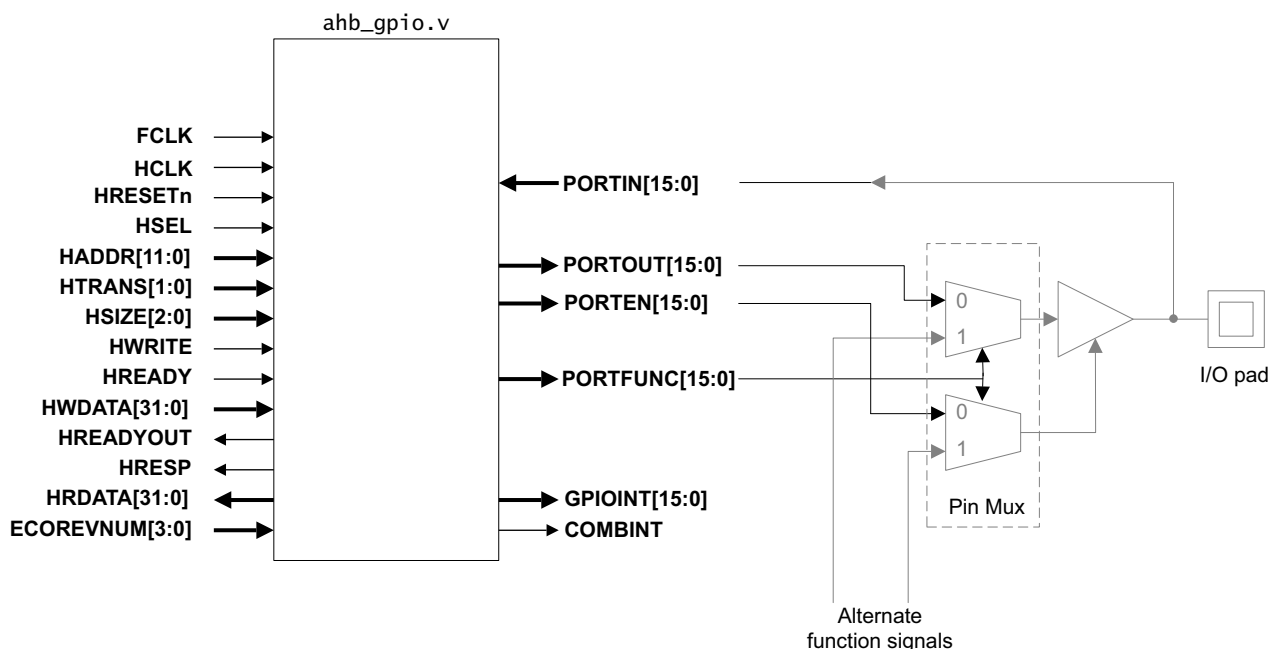 ahb_gpio.v
FCLK
HCLK
HRESETn
HSEL
HADDR[11:0]
HTRANS[1:0]
HSIZE[2:0]
HWRITE
HREADY
HWDATA[31:0]
HREADYOUT
HRESP
HRDATA[31:0]
ECOREVNUM[3:0]
PORTIN[15:0]
PORTOUT[15:0]
PORTEN[15:0]
PORTFUNC[15:0]
GPIOINT[15:0]
COMBINT
0
1
0
1
Pin Mux
I/O pad
Alternate
function signals